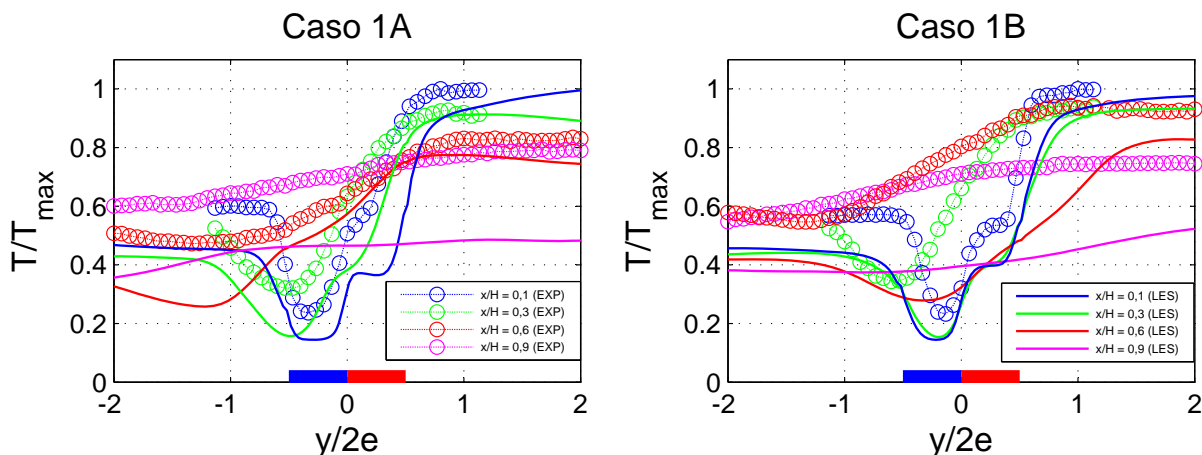 Caso 1A
T/Tmax
1
0.8
0.6
0.4
0.2
0
-2
-1
0
1
2
y/2e
x/H = 0,1 (EXP)
x/H = 0,3 (EXP)
x/H = 0,6 (EXP)
x/H = 0,9 (EXP)
Caso 1B
T/Tmax
1
0.8
0.6
0.4
0.2
0
-2
-1
0
1
2
y/2e
x/H = 0,1 (LES)
x/H = 0,3 (LES)
x/H = 0,6 (LES)
x/H = 0,9 (LES)